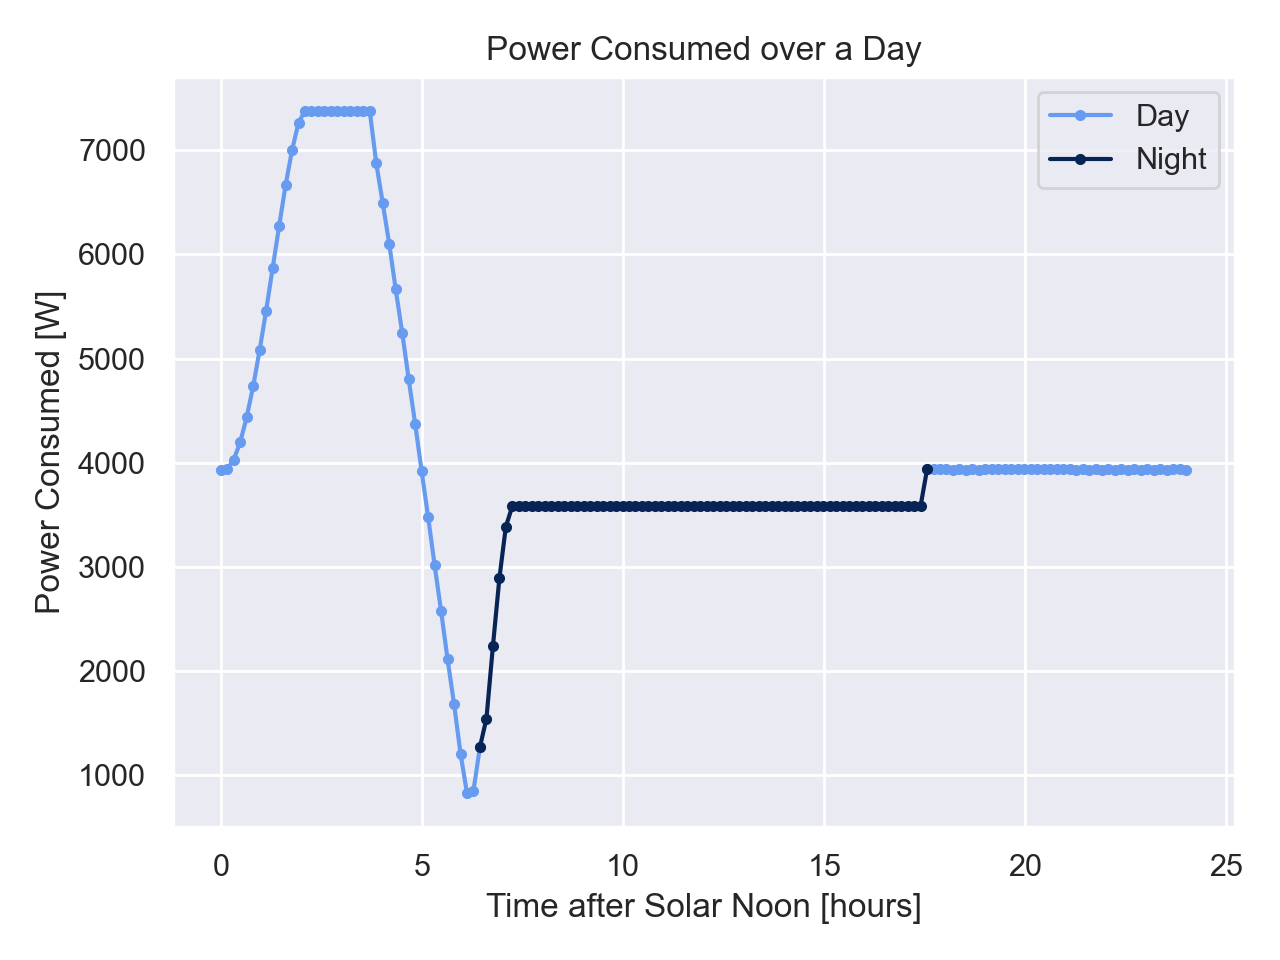 Power Consumed over a Day
Day
Night
7000
6000
5000
4000
3000
2000
1000
Power Consumed [W]
0 5 10 15 20 25
Time after Solar Noon [hours]